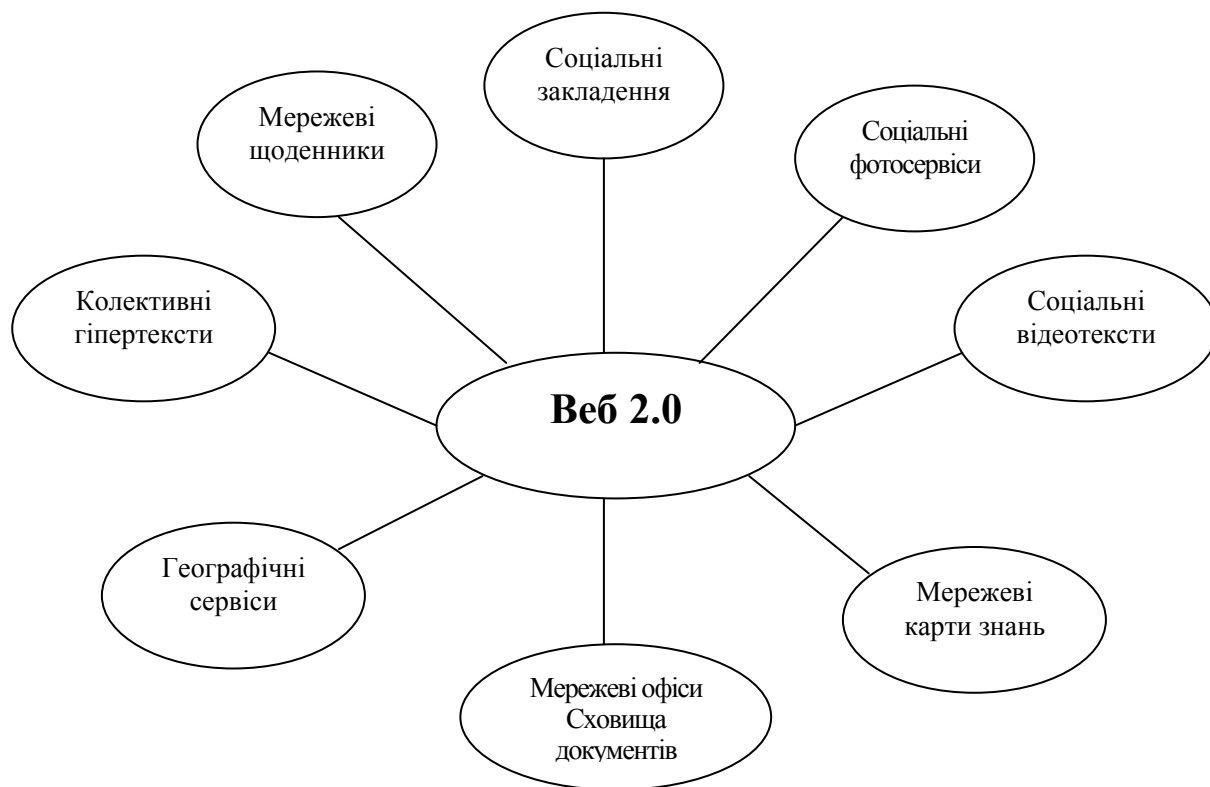 Соціальні
закладення
Мережеві
щоденники
Соціальні
фотосервіси
Колективні
гіпертексти
Соціальні
відеотексти
Веб 2.0
Географічні
сервіси
Мережеві
карти знань
Мережеві офіси
Сховища
документів